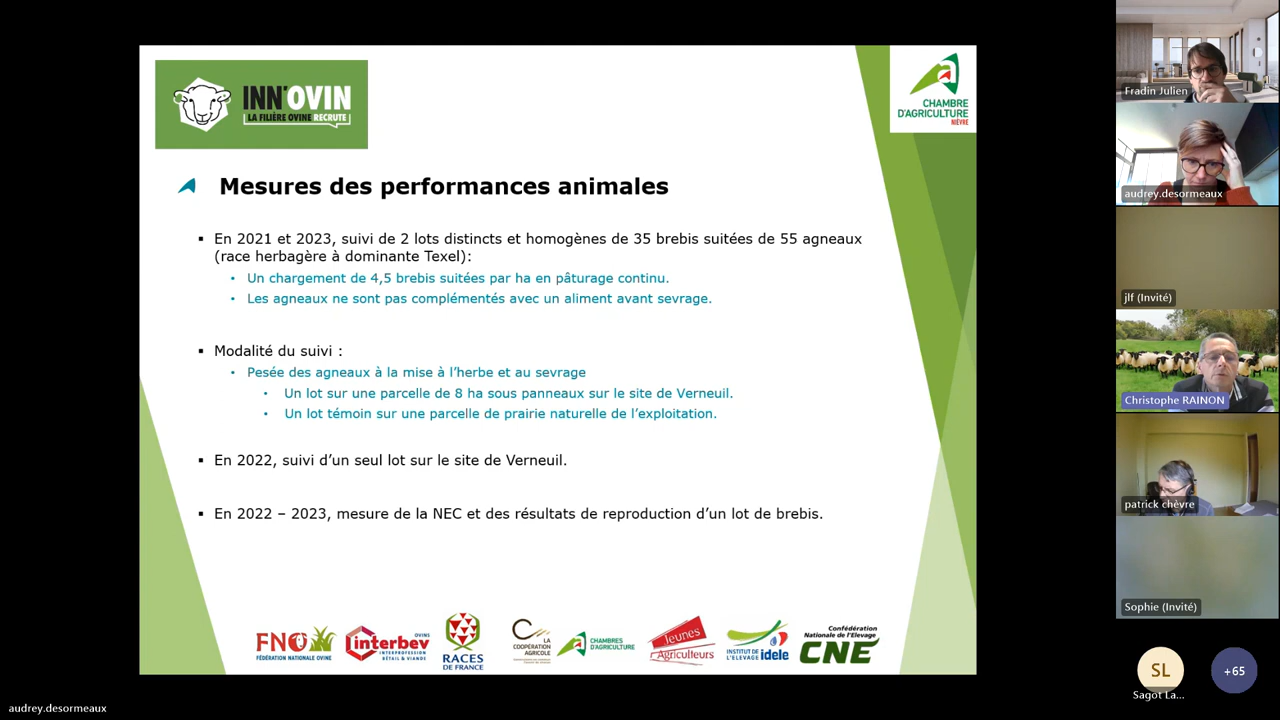 INN'OVIN
LA FILIÈRE OVINE RECRUTE
CHAMBRE
D'AGRICULTURE
NIÈVRE
Mesures des performances animales
▪ En 2021 et 2023, suivi de 2 lots distincts et homogènes de 35 brebis suitées de 55 agneaux
(race herbagère à dominante Texel):
• Un chargement de 4,5 brebis suitées par ha en pâturage continu.
• Les agneaux ne sont pas complémentés avec un aliment avant sevrage.
▪ Modalité du suivi :
• Pesée des agneaux à la mise à l'herbe et au sevrage
• Un lot sur une parcelle de 8 ha sous panneaux sur le site de Verneuil.
• Un lot témoin sur une parcelle de prairie naturelle de l'exploitation.
▪ En 2022, suivi d'un seul lot sur le site de Verneuil.
▪ En 2022 – 2023, mesure de la NEC et des résultats de reproduction d'un lot de brebis.
FNO
FÉDÉRATION NATIONALE OVINE
OVINS
interbev
INTERPROFESSION
BÉTAIL & VIANDE
RACES
DE FRANCE
LA
COOPÉRATION
AGRICOLE
CHAMBRES
D'AGRICULTURE
Jeunes
Agriculteurs
INSTITUT DE
L'ELEVAGE idele
Confédération
Nationale de l'Elevage
CNE
Fradin Julien
audrey.desormeaux
jlf (Invité)
Christophe RAINON
patrick chèvre
Sophie (Invité)
SL
Sagot La...
+65
audrey.desormeaux